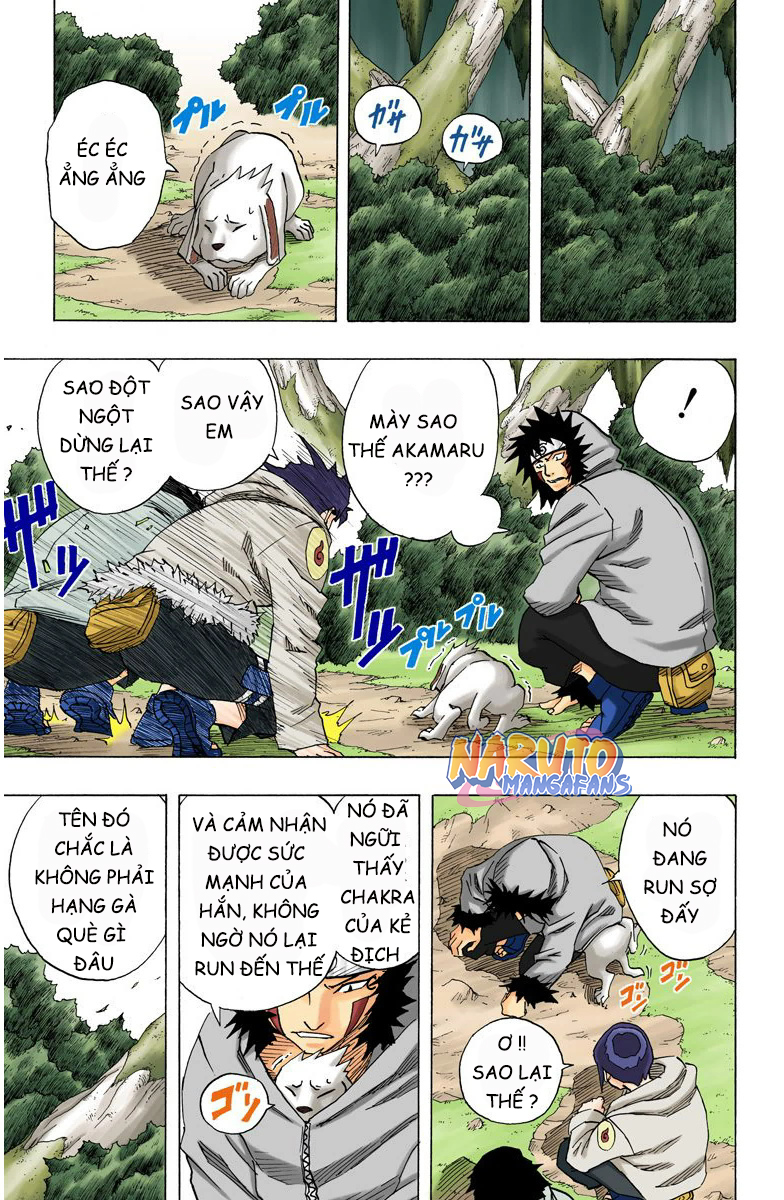 ガサ
ガサ
プル
プル
ÉC ÉC
ẲNG ẲNG
!
MÀY SAO
THẾ AKAMARU
???
SAO VẬY
EM
SAO ĐỘT
NGỘT
DỪNG LẠI
THẾ ?
ザッ
ザッ
ザッ
プル
プル
NARUTO
MANGAFANS
NÓ
ĐANG
RUN SỢ
ĐẤY
ゴソ
ゴソ
Ơ !!
SAO LẠI
THẾ ?
NÓ ĐÃ
NGỮI
THẤY
CHAKRA
CỦA KẺ
ĐỊCH
VÀ CẢM NHẬN
ĐƯỢC SỨC
MẠNH CỦA
HẮN, KHÔNG
NGỜ NÓ LẠI
RUN ĐẾN THẾ
ゴソ
TÊN ĐÓ
CHẮC LÀ
KHÔNG PHẢI
HẠNG GÀ
QUÈ GÌ
ĐÂU